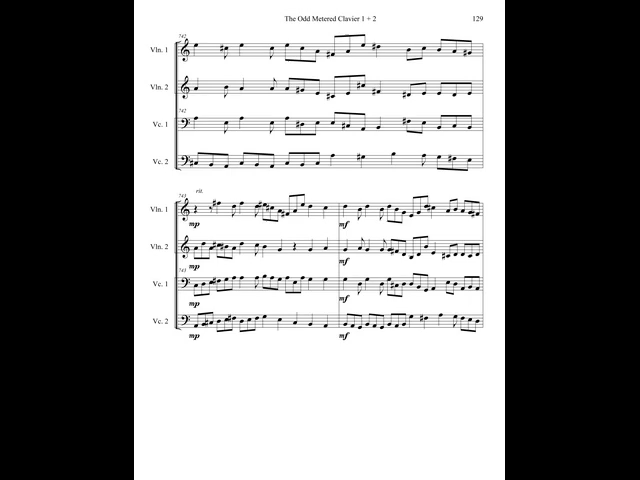 The Odd Metered Clavier 1 + 2
129
742
Vln. 1
Vln. 2
742
Vc. 1
Vc. 2
743
rit.
Vln. 1
mp
mf
Vln. 2
mp
mf
743
Vc. 1
mp
mf
Vc. 2
mp
mf